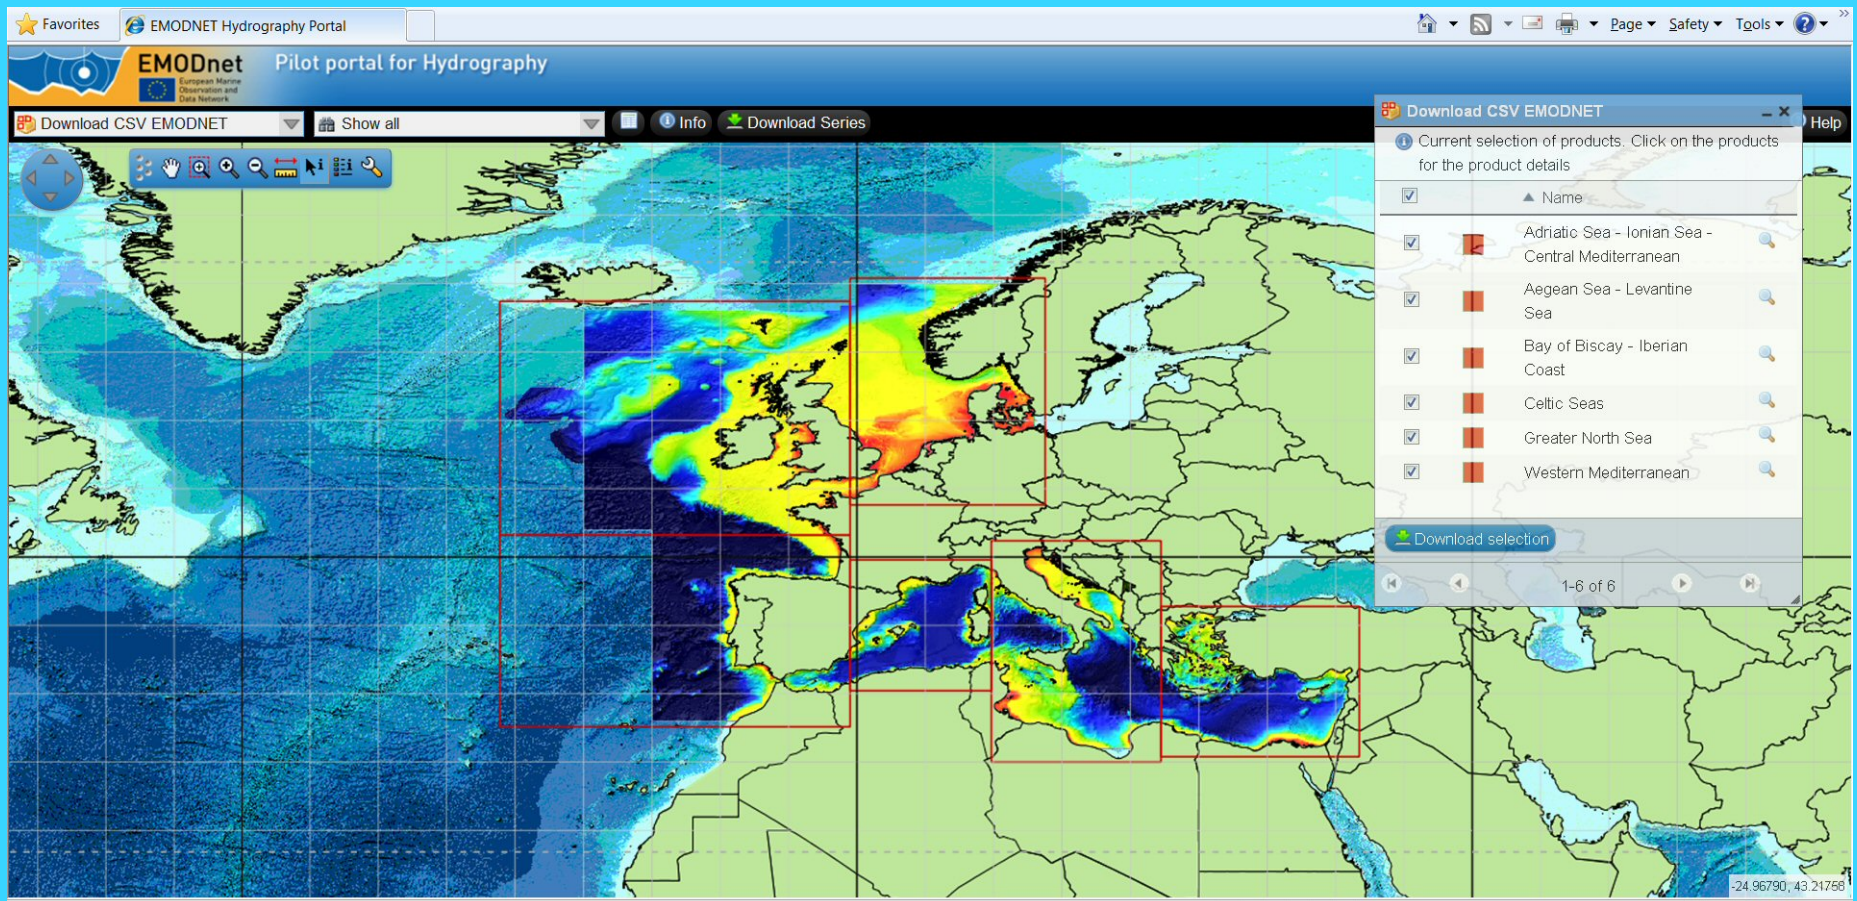 Favorites
EMODNET Hydrography Portal
Page
Safety
Tools
EMODnet
European Marine
Observation and
Data Network
Pilot portal for Hydrography
Download CSV EMODNET
Show all
Info
Download Series
Help
Download CSV EMODNET
Current selection of products. Click on the products
for the product details
Name
Adriatic Sea - Ionian Sea -
Central Mediterranean
Aegean Sea - Levantine
Sea
Bay of Biscay - Iberian
Coast
Celtic Seas
Greater North Sea
Western Mediterranean
Download selection
1-6 of 6
-24.96790, 43.21758